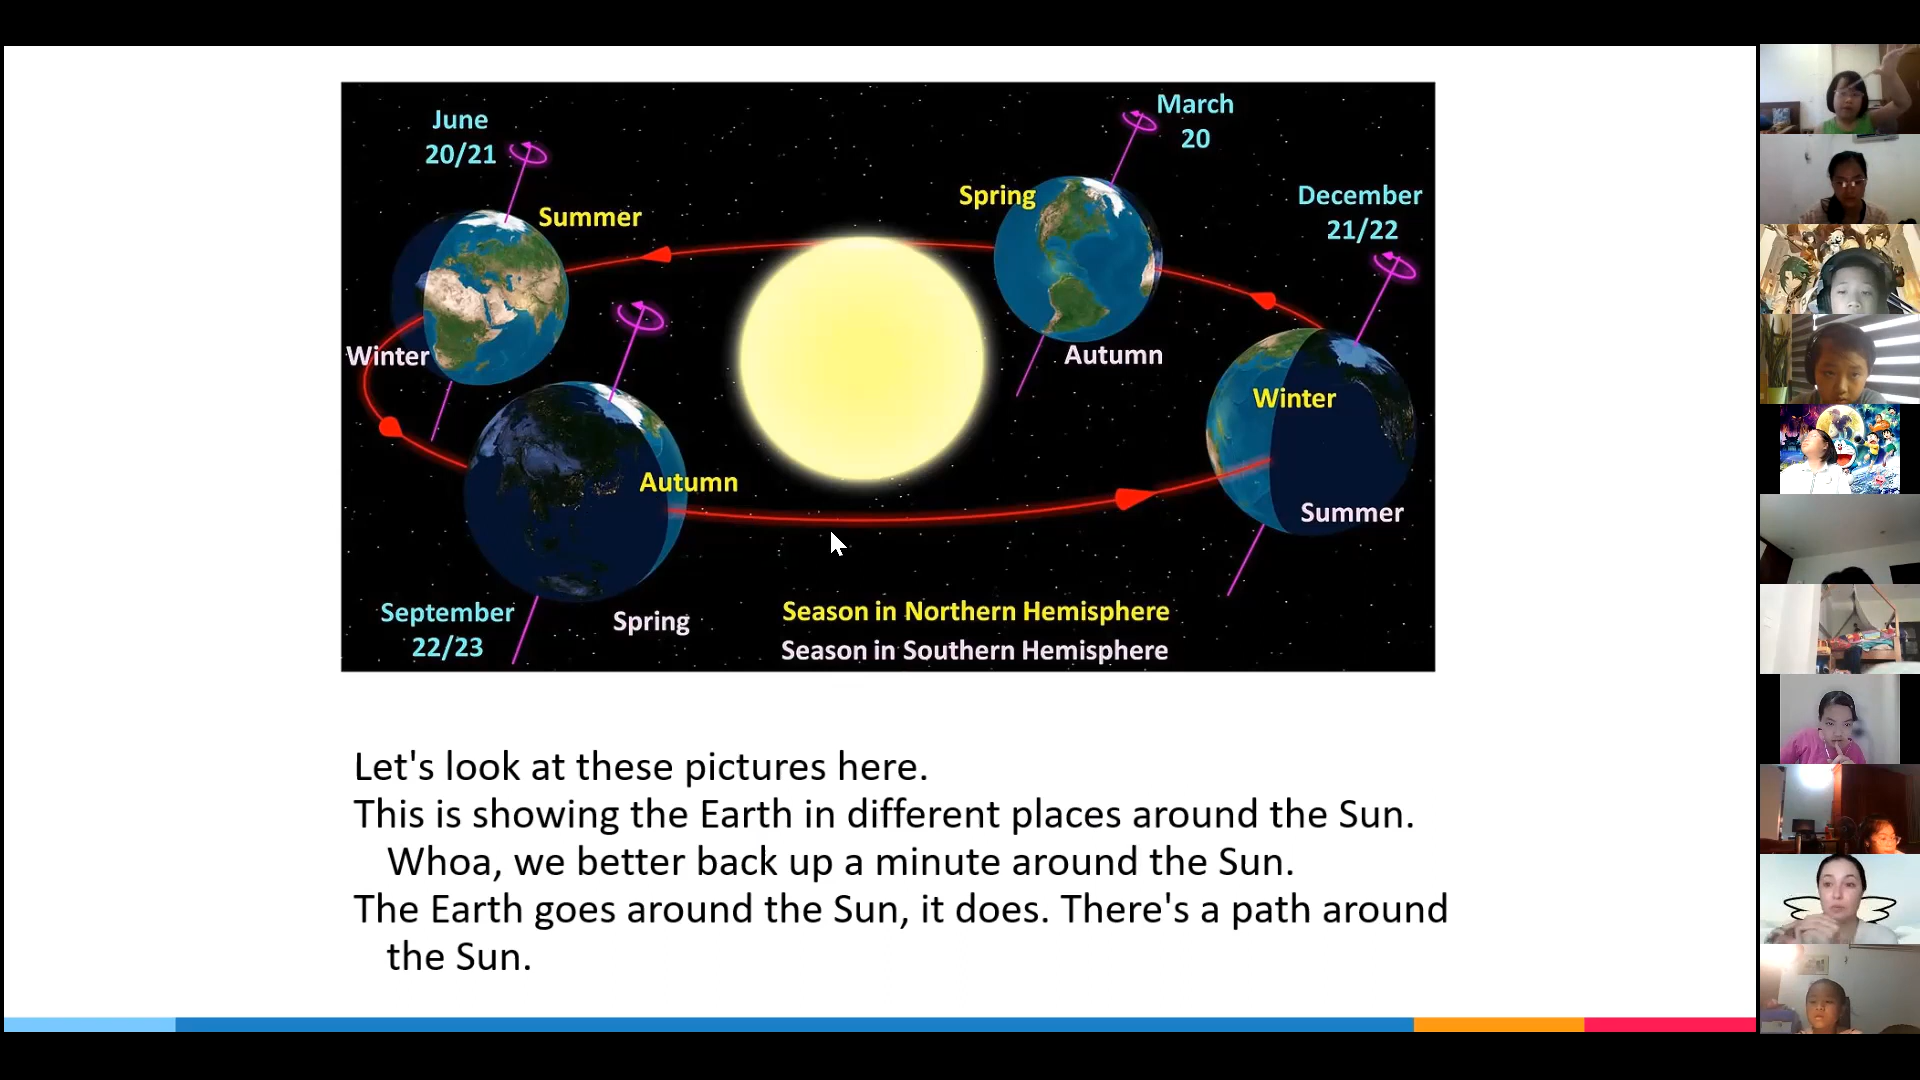 June
20/21
Summer
Winter
March
20
Spring
Autumn
December
21/22
Winter
Summer
Autumn
September
22/23
Spring
Season in Northern Hemisphere
Season in Southern Hemisphere
Let's look at these pictures here.
This is showing the Earth in different places around the Sun.
Whoa, we better back up a minute around the Sun.
The Earth goes around the Sun, it does. There's a path around
the Sun.